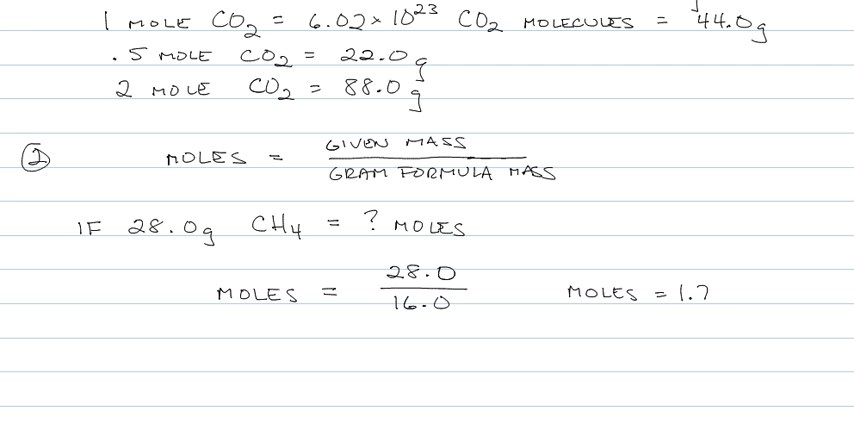 1 MOLE CO₂ = 6.02 × 10²³ CO₂ MOLECULES = 44.0g
.5 MOLE CO₂ = 22.0g
2 MOLE CO₂ = 88.0g
② MOLES = GIVEN MASS
GRAM FORMULA MASS
IF 28.0g CH₄ = ? MOLES
MOLES = 28.0
16.0
MOLES = 1.7